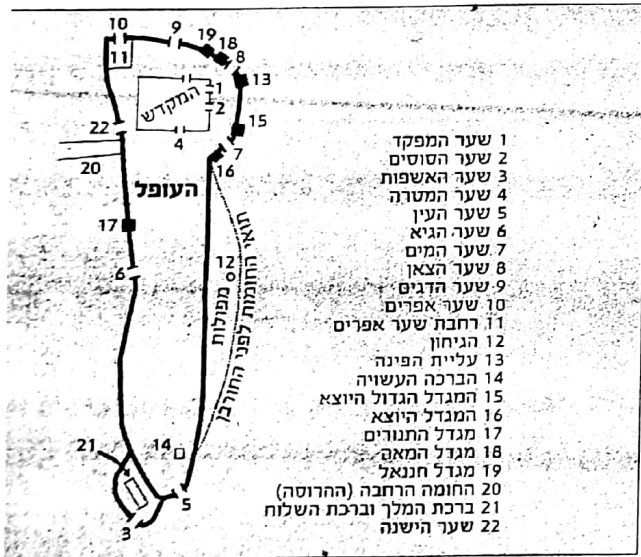 10
9
19
18
8
11
13
המקדש
1
2
15
22
4
7
16
20
העופל
17
תואי החומות לפני החורבן
12
מפולות
6
14
21
5
3
1 שער המפקד
2 שער הסוסים
3 שער האשפות
4 שער המטרה
5 שער העין
6 שער הגיא
7 שער המים
8 שער הצאן
9 שער הדגים
10 שער אפרים
11 רחבת שער אפרים
12 הגיחון
13 עליית הפינה
14 הברכה העשויה
15 המגדל הגדול היוצא
16 המגדל היוצא
17 מגדל התנורים
18 מגדל המאה
19 מגדל חננאל
20 החומה הרחבה (ההרוסה)
21 ברכת המלך וברכת השלוח
22 שער הישנה